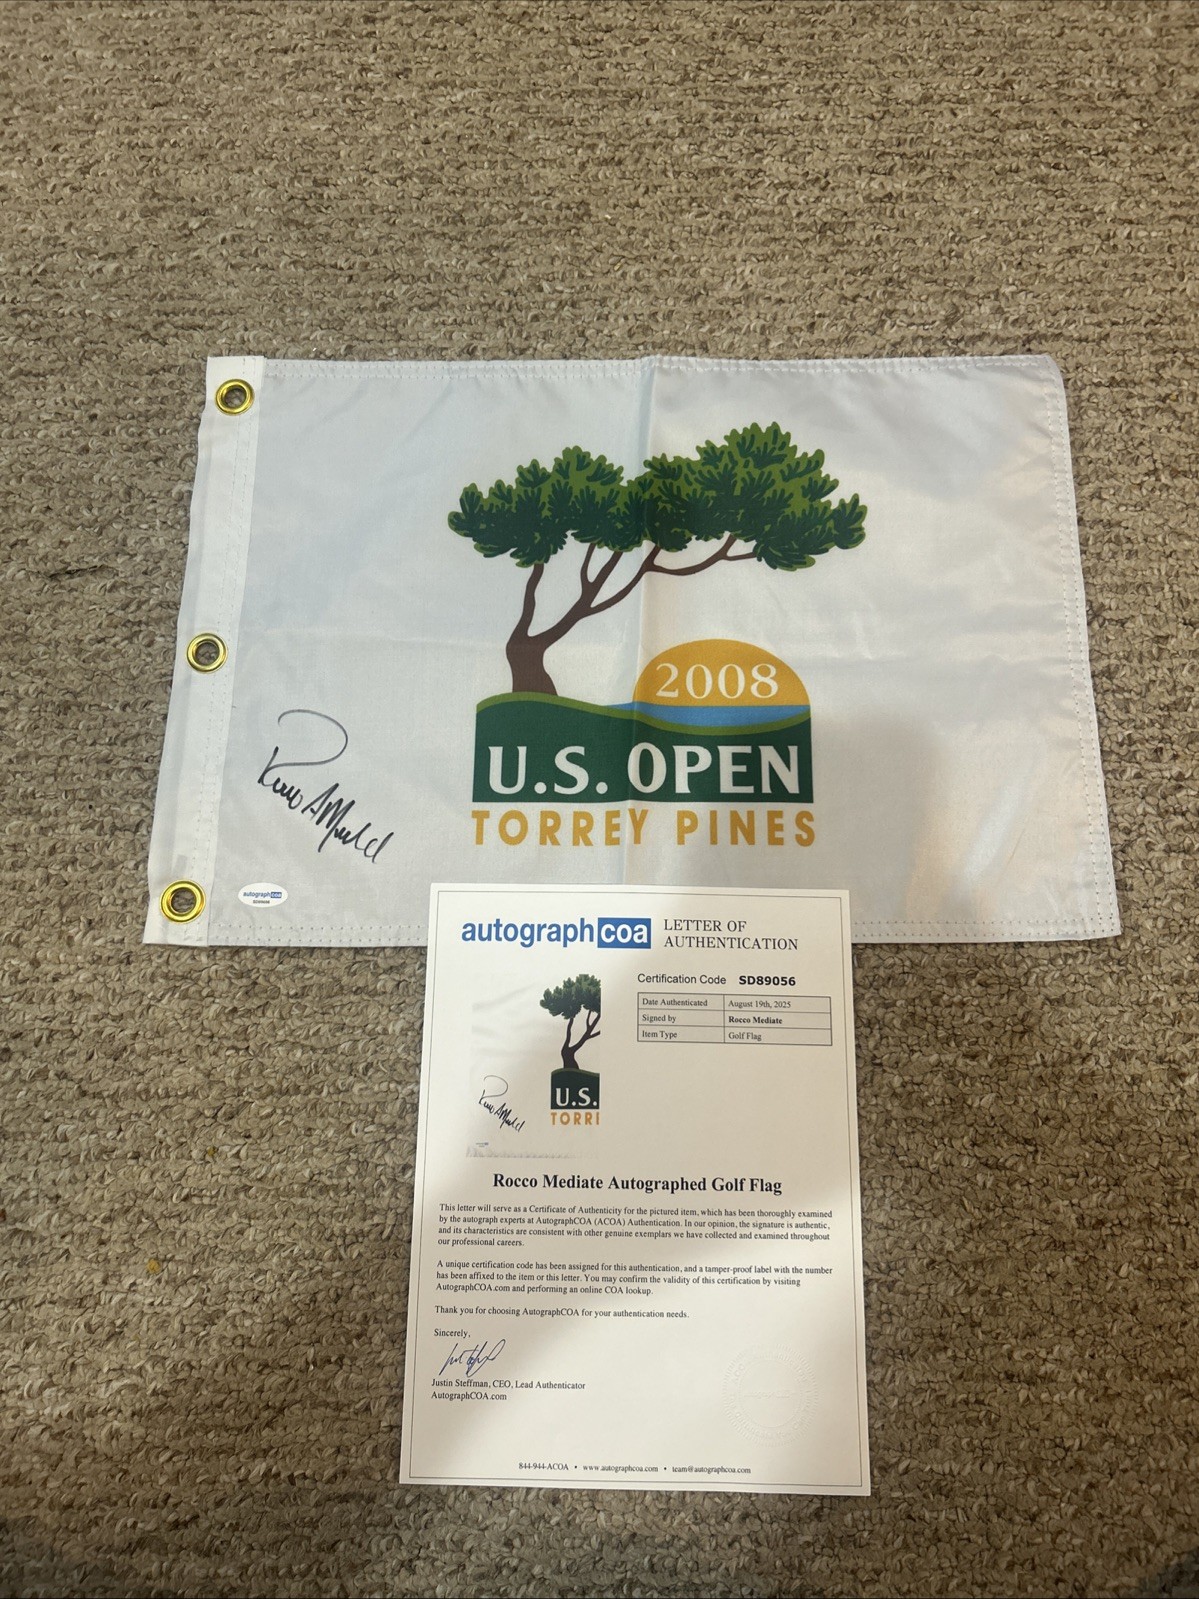 2008
U.S. OPEN
TORREY PINES
Rocco A Mediate
autographcoa
SD89056
autographcoa LETTER OF
AUTHENTICATION
Certification Code SD89056
Date Authenticated August 19th, 2025
Signed by Rocco Mediate
Item Type Golf Flag
U.S.
TORRI
Rocco Mediate Autographed Golf Flag
This letter will serve as a Certificate of Authenticity for the pictured item, which has been thoroughly examined
by the autograph experts at AutographCOA (ACOA) Authentication. In our opinion, the signature is authentic,
and its characteristics are consistent with other genuine exemplars we have collected and examined throughout
our professional careers.
A unique certification code has been assigned for this authentication, and a tamper-proof label with the number
has been affixed to the item or this letter. You may confirm the validity of this certification by visiting
AutographCOA.com and performing an online COA lookup.
Thank you for choosing AutographCOA for your authentication needs.
Sincerely,
Justin Steffman, CEO, Lead Authenticator
AutographCOA.com
844-944-ACOA • www.autographcoa.com • team@autographcoa.com